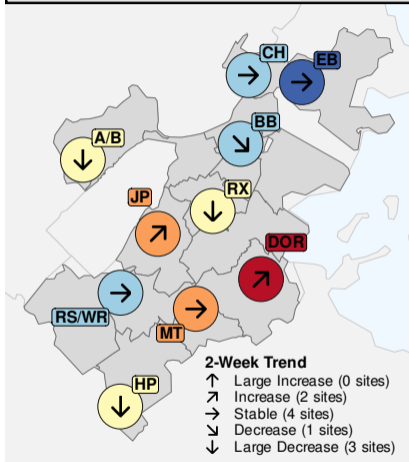 CH
EB
BB
A/B
RX
JP
DOR
RS/WR
MT
HP
2-Week Trend
↑ Large Increase (0 sites)
↗ Increase (2 sites)
→ Stable (4 sites)
↘ Decrease (1 sites)
↓ Large Decrease (3 sites)